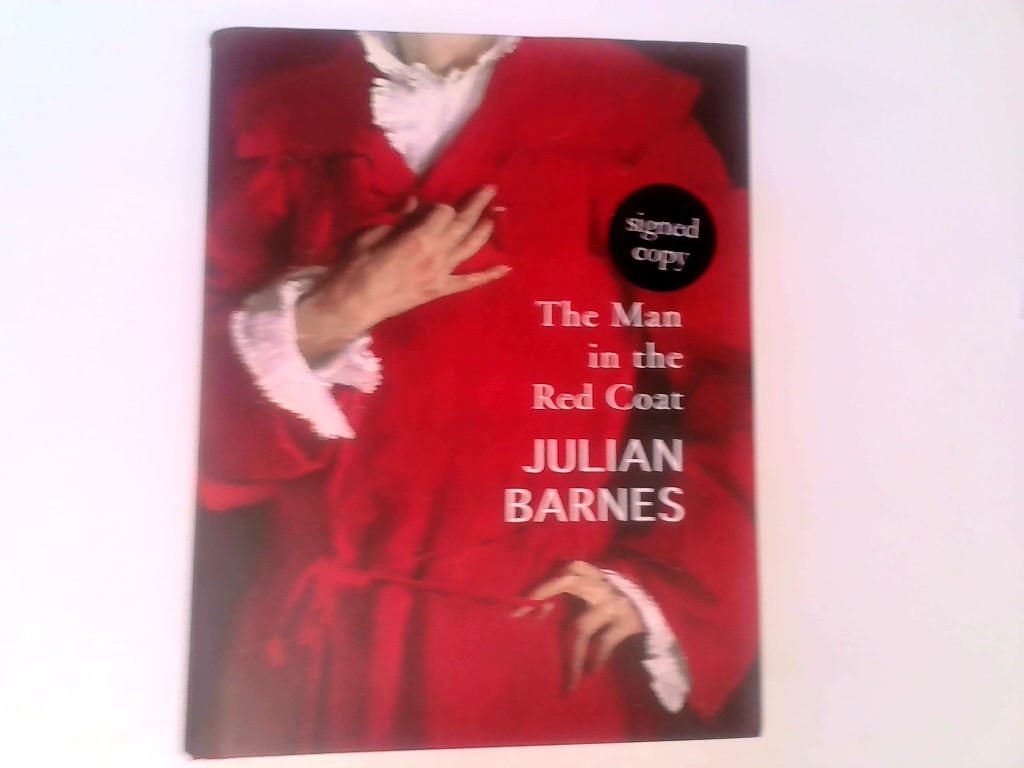 signed
copy
The Man
in the
Red Coat
JULIAN
BARNES